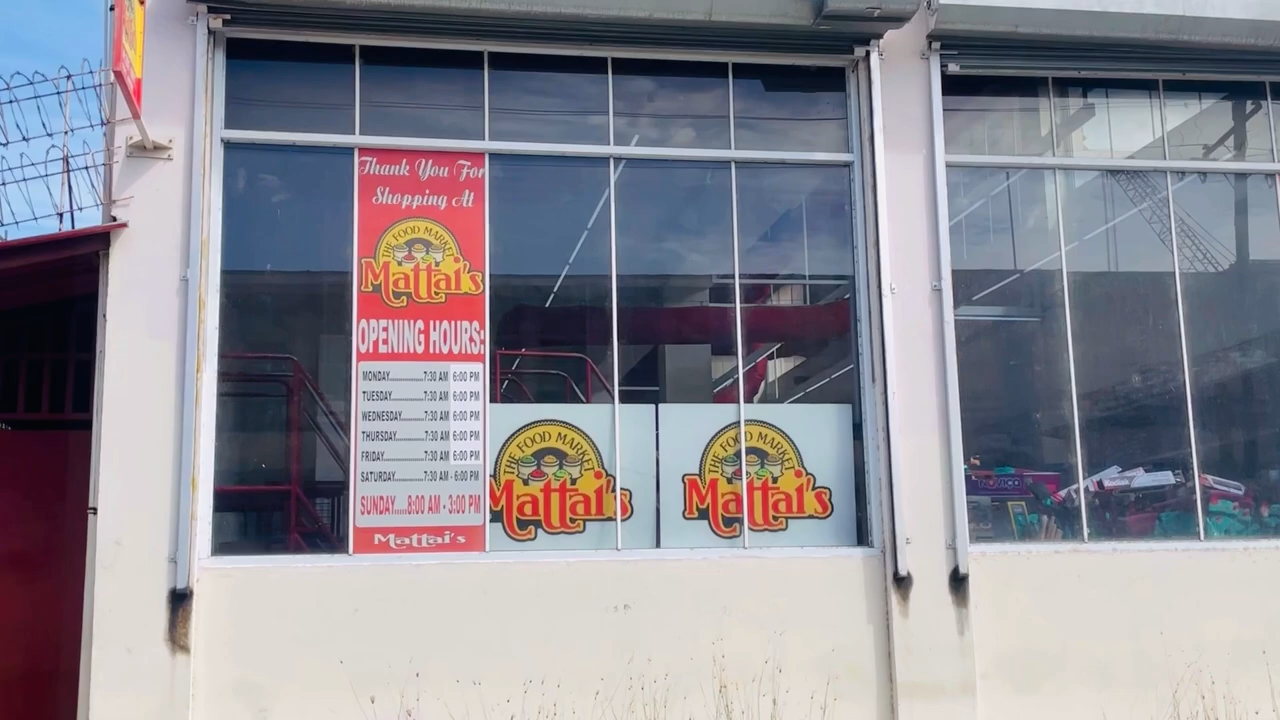 Thank You For
Shopping At
THE FOOD MARKET
Mattai's
OPENING HOURS:
MONDAY..............7:30 AM 6:00 PM
TUESDAY.............7:30 AM 6:00 PM
WEDNESDAY........7:30 AM 6:00 PM
THURSDAY...........7:30 AM 6:00 PM
FRIDAY................7:30 AM 6:00 PM
SATURDAY...........7:30 AM - 6:00 PM
SUNDAY.....8:00 AM - 3:00 PM
Mattai's
THE FOOD MARKET
Mattai's
THE FOOD MARKET
Mattai's
NOVICA